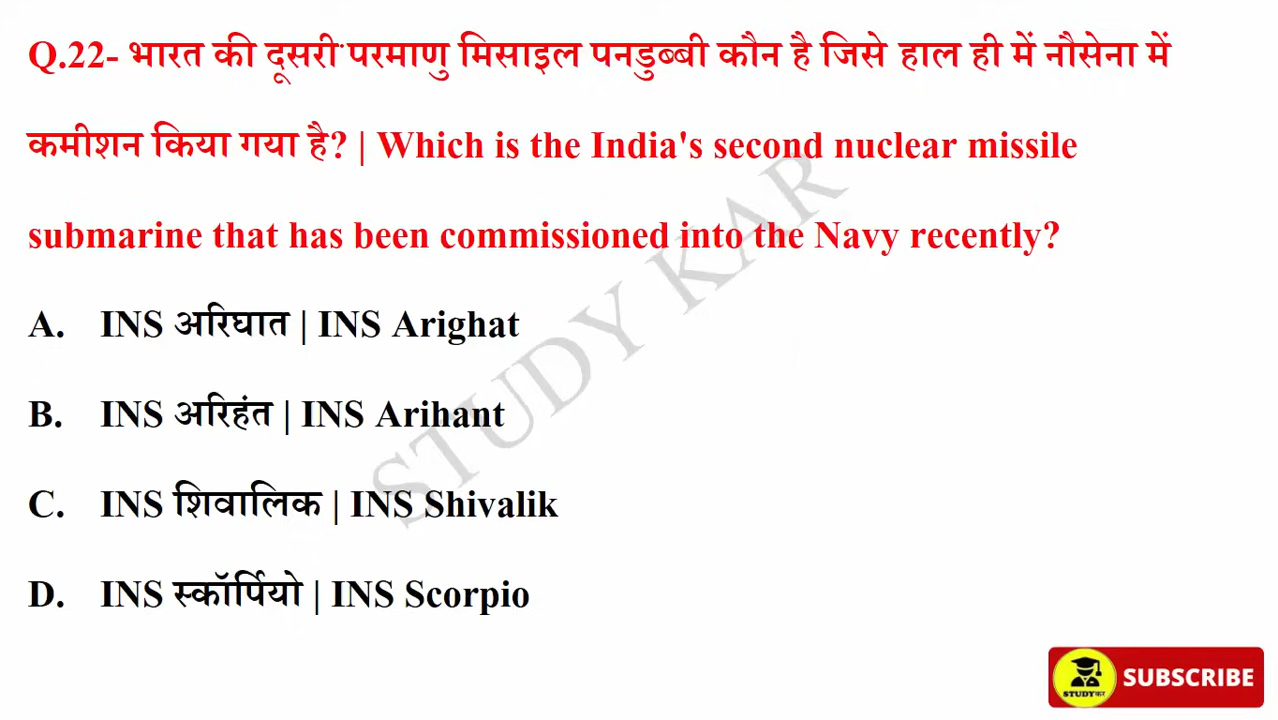 Q.22- भारत की दूसरी परमाणु मिसाइल पनडुब्बी कौन है जिसे हाल ही में नौसेना में
कमीशन किया गया है? | Which is the India's second nuclear missile
submarine that has been commissioned into the Navy recently?
A. INS अरिघात | INS Arighat
B. INS अरिहंत | INS Arihant
C. INS शिवालिक | INS Shivalik
D. INS स्कॉर्पियो | INS Scorpio
STUDY KAR
STUDYकर
SUBSCRIBE